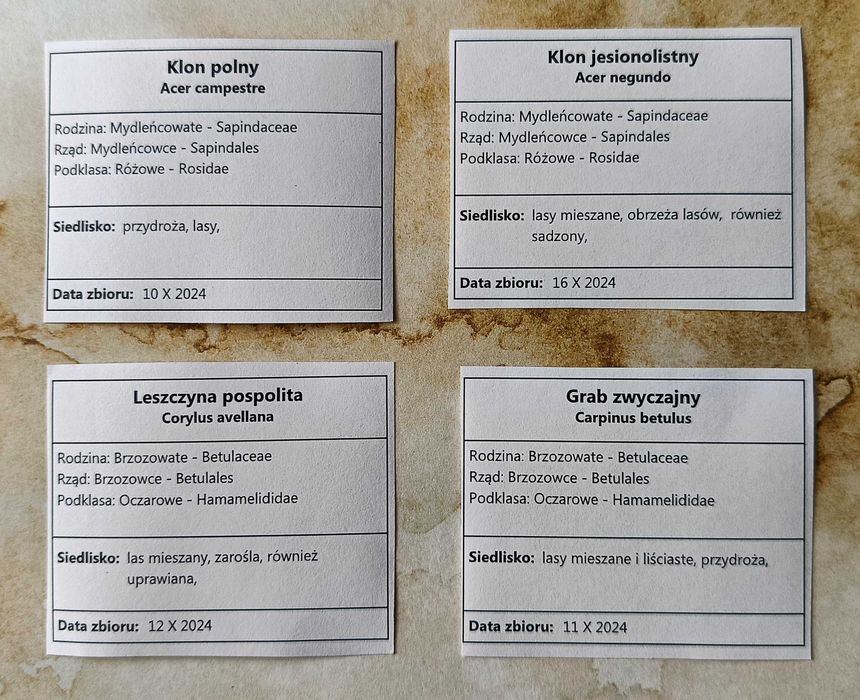 Klon polny
Acer campestre
Rodzina: Mydleńcowate - Sapindaceae
Rząd: Mydleńcowce - Sapindales
Podklasa: Różowe - Rosidae
Siedlisko: przydroża, lasy,
Data zbioru: 10 X 2024
Klon jesionolistny
Acer negundo
Rodzina: Mydleńcowate - Sapindaceae
Rząd: Mydleńcowce - Sapindales
Podklasa: Różowe - Rosidae
Siedlisko: lasy mieszane, obrzeża lasów, również
sadzony,
Data zbioru: 16 X 2024
Leszczyna pospolita
Corylus avellana
Rodzina: Brzozowate - Betulaceae
Rząd: Brzozowce - Betulales
Podklasa: Oczarowe - Hamamelididae
Siedlisko: las mieszany, zarośla, również
uprawiana,
Data zbioru: 12 X 2024
Grab zwyczajny
Carpinus betulus
Rodzina: Brzozowate - Betulaceae
Rząd: Brzozowce - Betulales
Podklasa: Oczarowe - Hamamelididae
Siedlisko: lasy mieszane i liściaste, przydroża,
Data zbioru: 11 X 2024